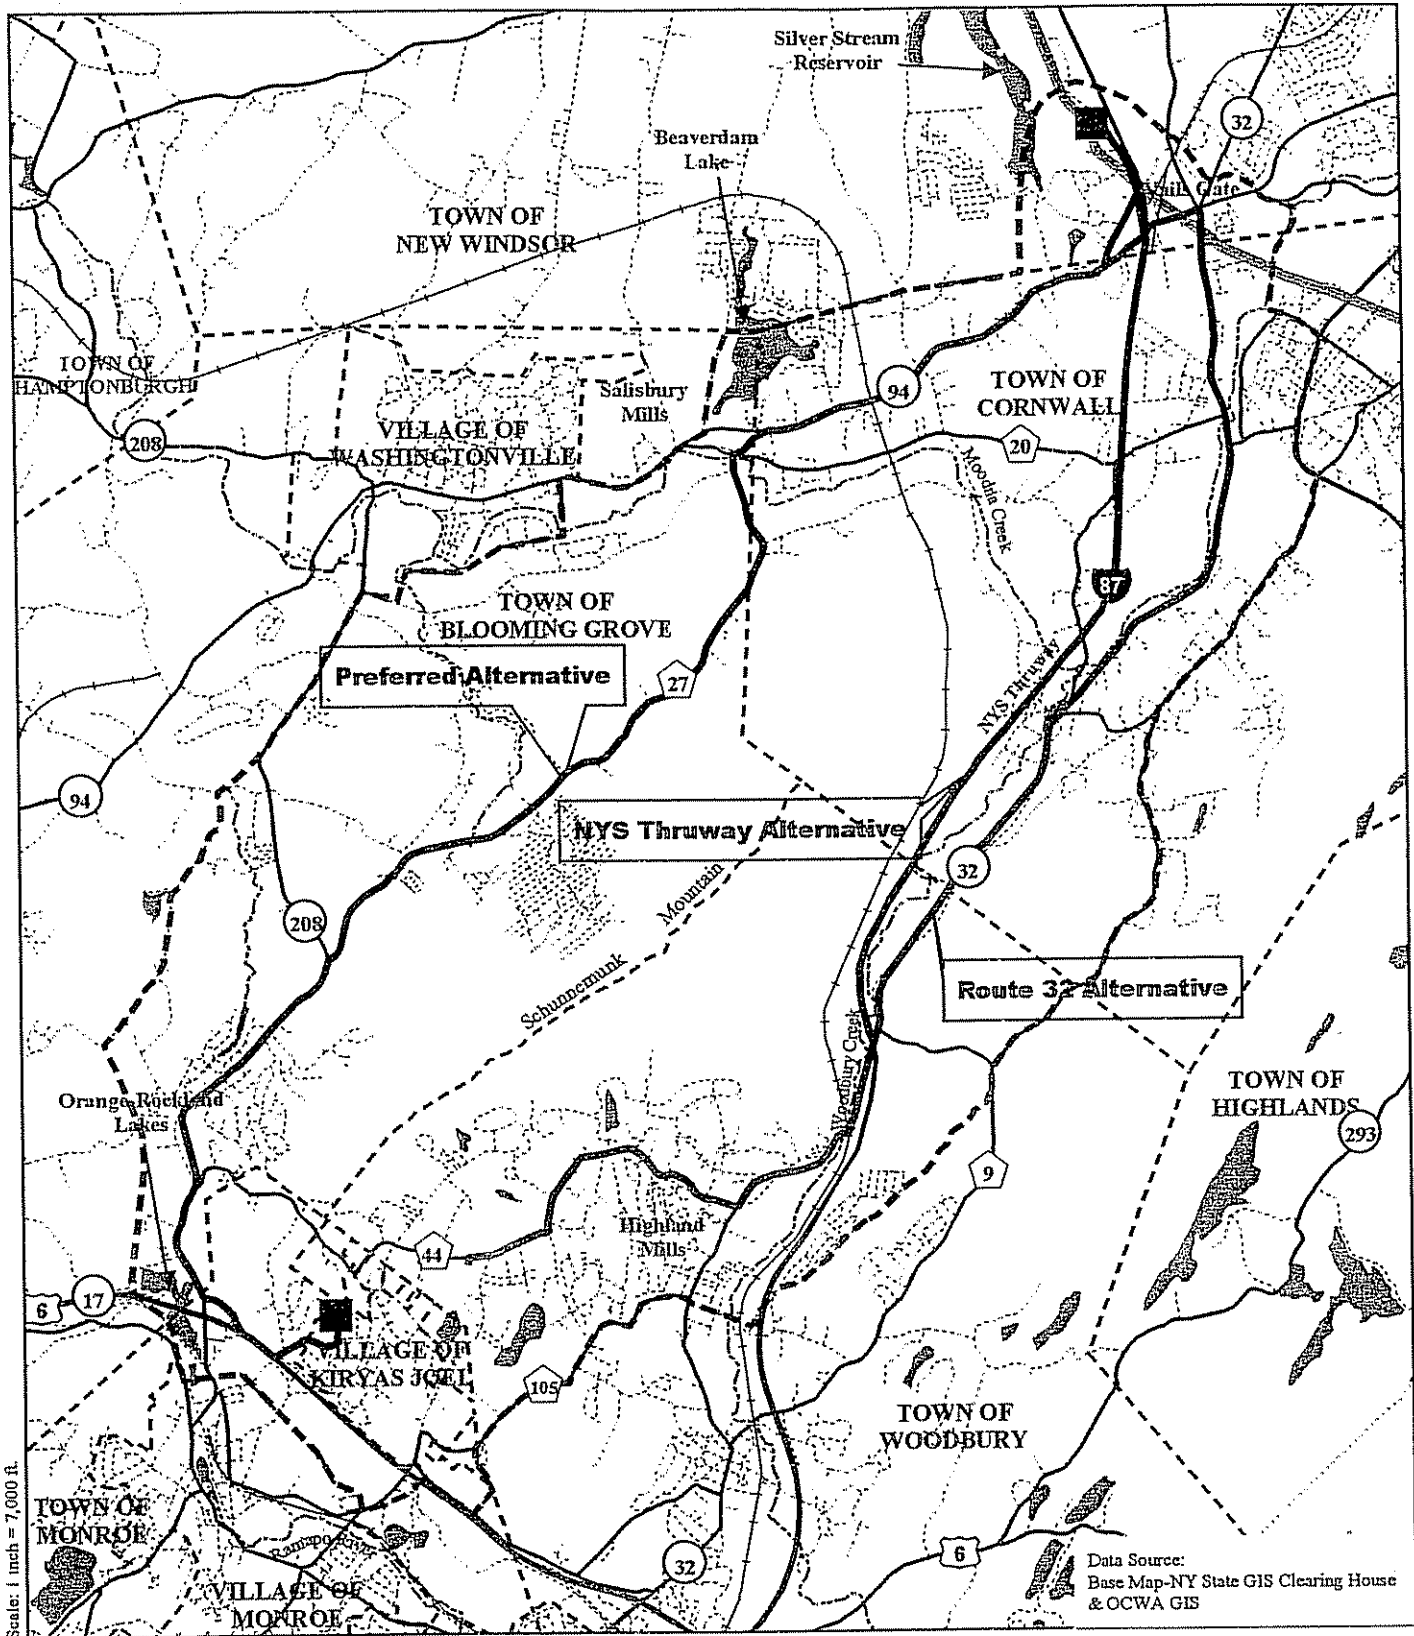 Silver Stream
Reservoir
32
Beaverdam
Lake
Vails Gate
TOWN OF
NEW WINDSOR
TOWN OF
HAMPTONBURGH
Salisbury
Mills
94
TOWN OF
CORNWALL
208
VILLAGE OF
WASHINGTONVILLE
20
Moodna Creek
87
TOWN OF
BLOOMING GROVE
Preferred Alternative
27
NYS Thruway
94
NYS Thruway Alternative
32
Mountain
208
Schunnemunk
Route 32 Alternative
Woodbury Creek
TOWN OF
HIGHLANDS
Orange-Rockland
Lakes
293
9
Highland
Mills
44
6
17
VILLAGE OF
KIRYAS JOEL
105
TOWN OF
WOODBURY
Scale: 1 inch = 7,000 ft.
TOWN OF
MONROE
Ramapo River
32
6
VILLAGE OF
MONROE
Data Source:
Base Map-NY State GIS Clearing House
& OCWA GIS